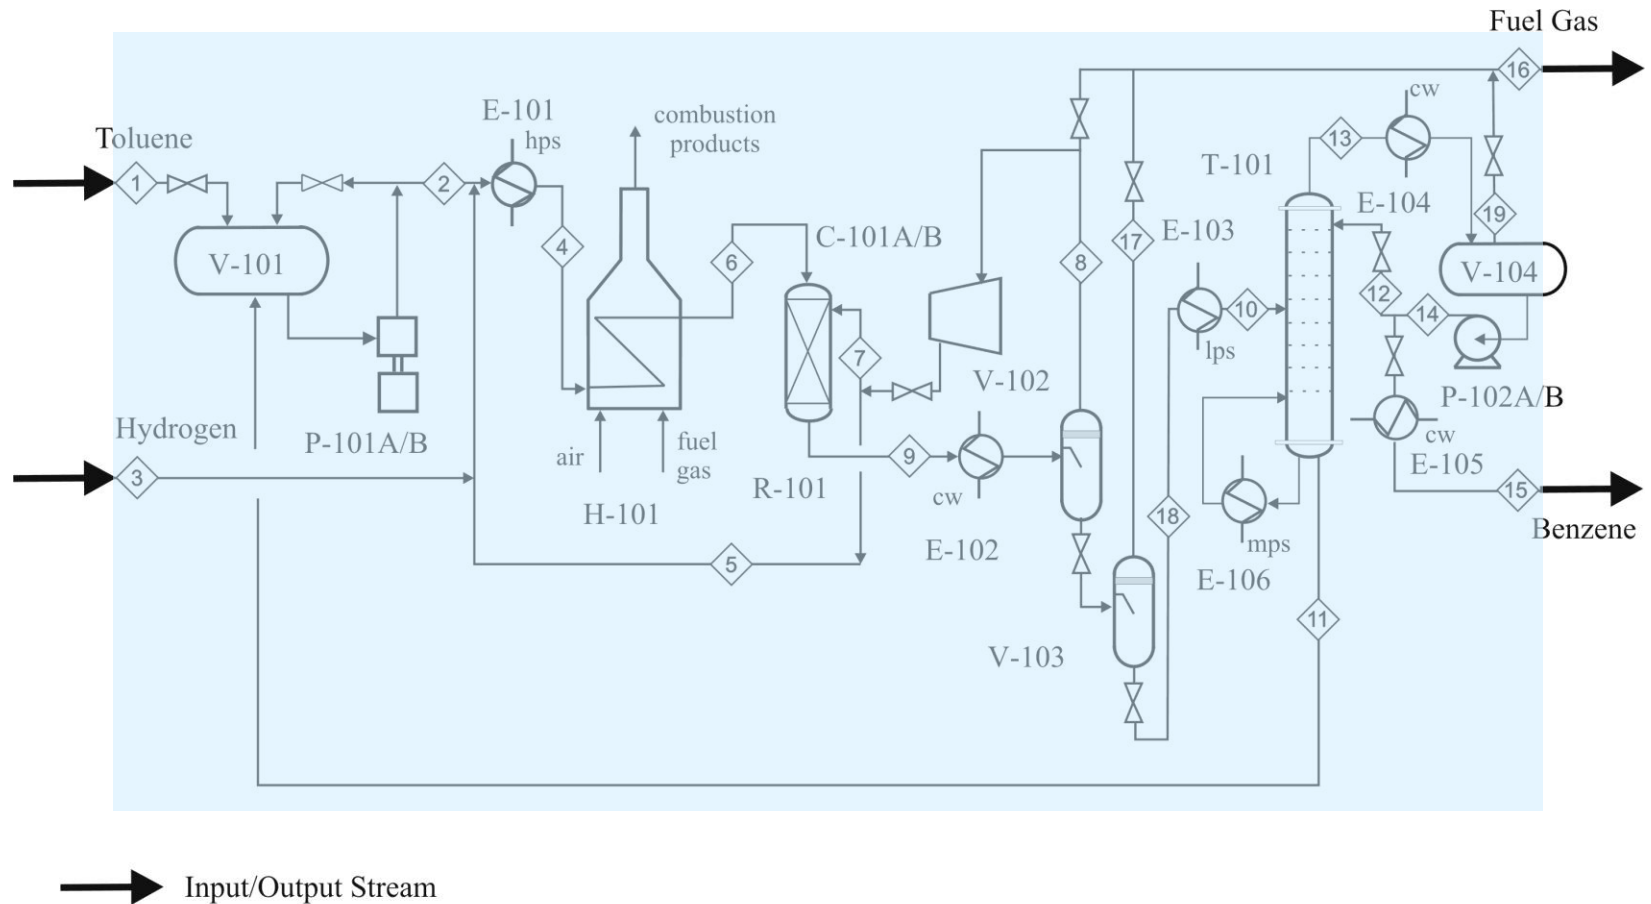 Fuel Gas
16
cw
E-101
hps
combustion
products
13
Toluene
T-101
1
2
E-104
19
C-101A/B
17
E-103
4
6
8
V-101
V-104
12
10
14
7
lps
V-102
P-102A/B
Hydrogen
P-101A/B
air
fuel
gas
9
cw
E-105
3
R-101
cw
15
H-101
18
Benzene
E-102
mps
5
E-106
11
V-103
Input/Output Stream